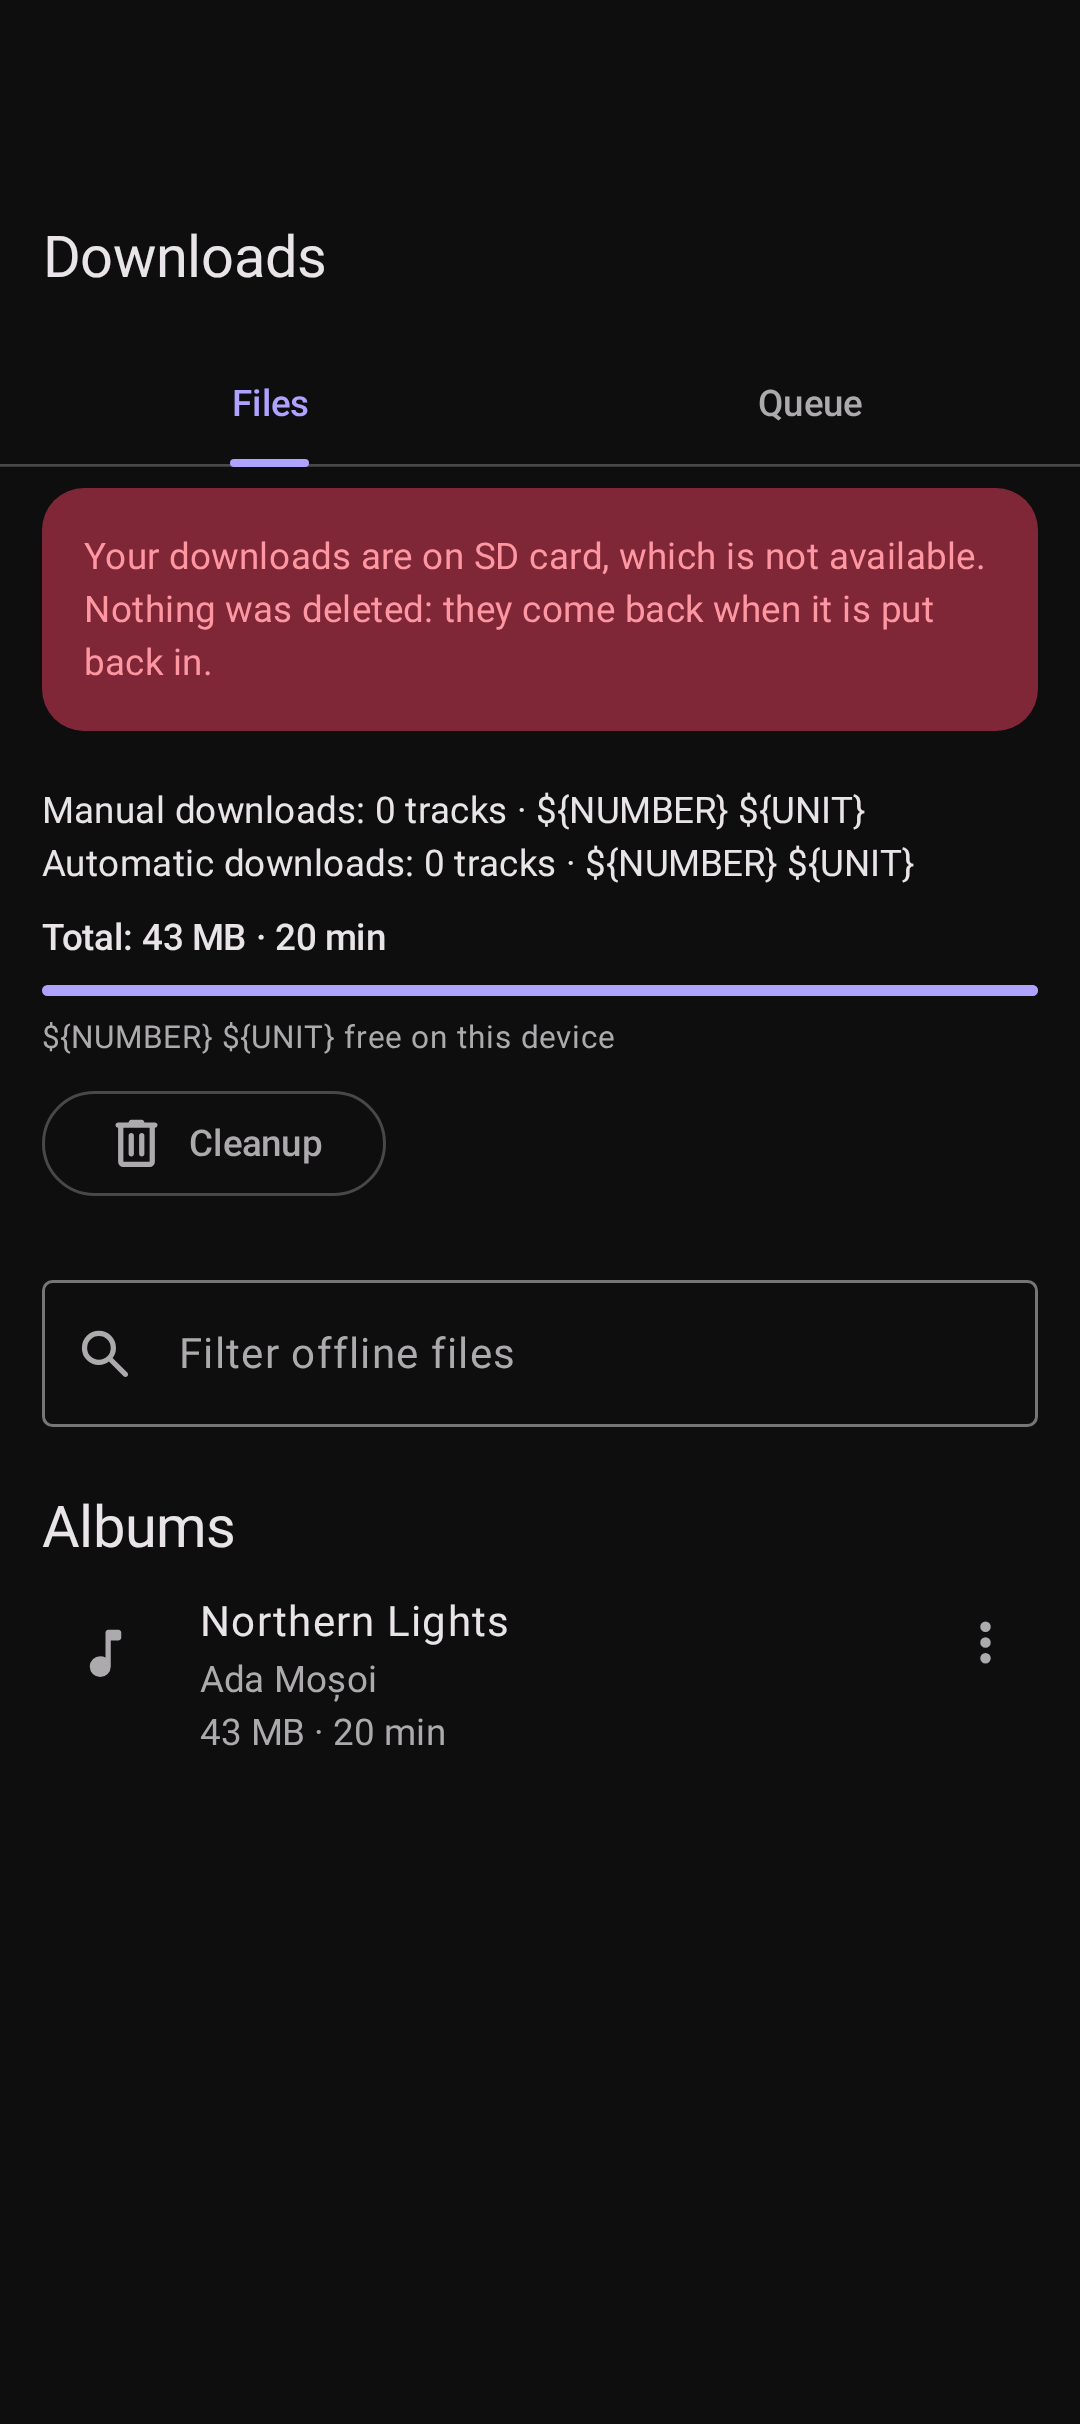 Downloads
Files
Queue
Your downloads are on SD card, which is not available.
Nothing was deleted: they come back when it is put
back in.
Manual downloads: 0 tracks · ${NUMBER} ${UNIT}
Automatic downloads: 0 tracks · ${NUMBER} ${UNIT}
Total: 43 MB · 20 min
${NUMBER} ${UNIT} free on this device
Cleanup
Filter offline files
Albums
Northern Lights
Ada Moșoi
43 MB · 20 min